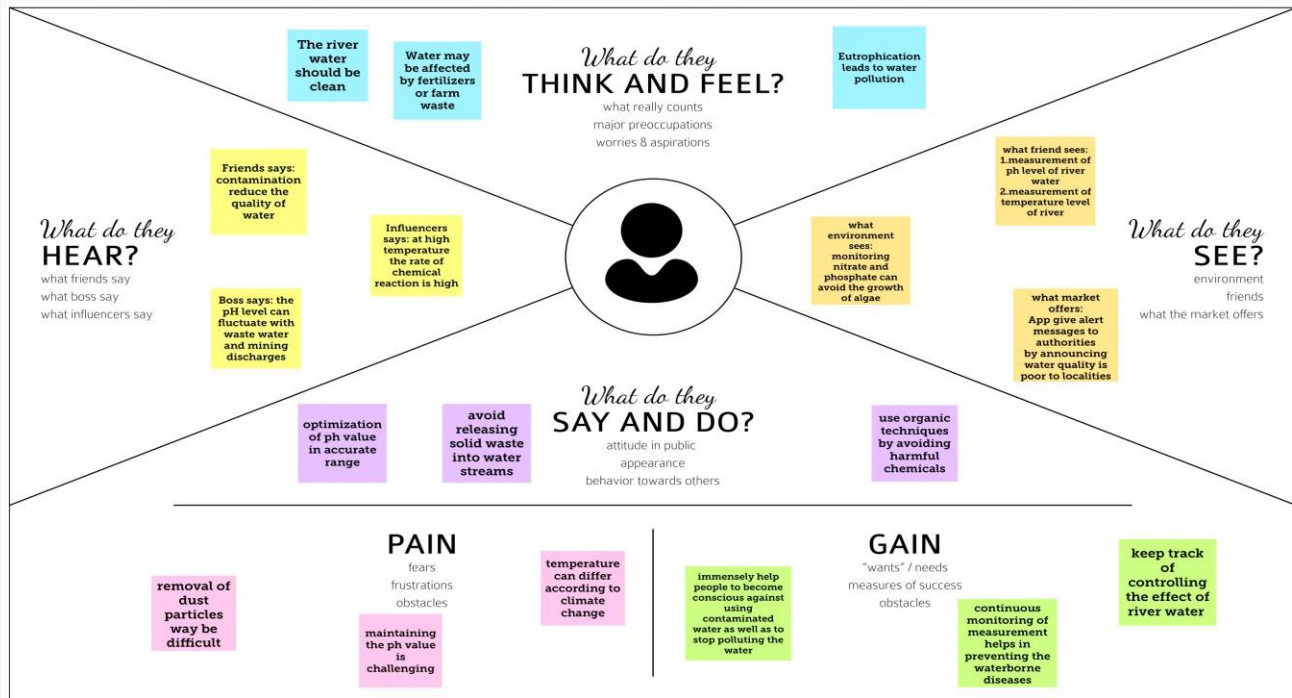 What do they
THINK AND FEEL?
what really counts
major preoccupations
worries & aspirations
The river
water
should be
clean
Water may
be affected
by fertilizers
or farm
waste
Eutrophication
leads to water
pollution
What do they
HEAR?
what friends say
what boss say
what influencers say
Friends says:
contamination
reduce the
quality of
water
Influencers
says: at high
temperature
the rate of
chemical
reaction is high
Boss says: the
pH level can
fluctuate with
waste water
and mining
discharges
What do they
SEE?
environment
friends
what the market offers
what friend sees:
1.measurement of
ph level of river
water
2.measurement of
temperature level
of river
what
environment
sees:
monitoring
nitrate and
phosphate can
avoid the growth
of algae
what market
offers:
App give alert
messages to
authorities
by announcing
water quality is
poor to localities
What do they
SAY AND DO?
attitude in public
appearance
behavior towards others
optimization
of ph value
in accurate
range
avoid
releasing
solid waste
into water
streams
use organic
techniques
by avoiding
harmful
chemicals
PAIN
fears
frustrations
obstacles
removal of
dust
particles
way be
difficult
maintaining
the ph value
is
challenging
temperature
can differ
according to
climate
change
GAIN
"wants" / needs
measures of success
obstacles
immensely help
people to become
conscious against
using
contaminated
water as well as to
stop polluting the
water
continuous
monitoring of
measurement
helps in
preventing the
waterborne
diseases
keep track
of
controlling
the effect of
river water